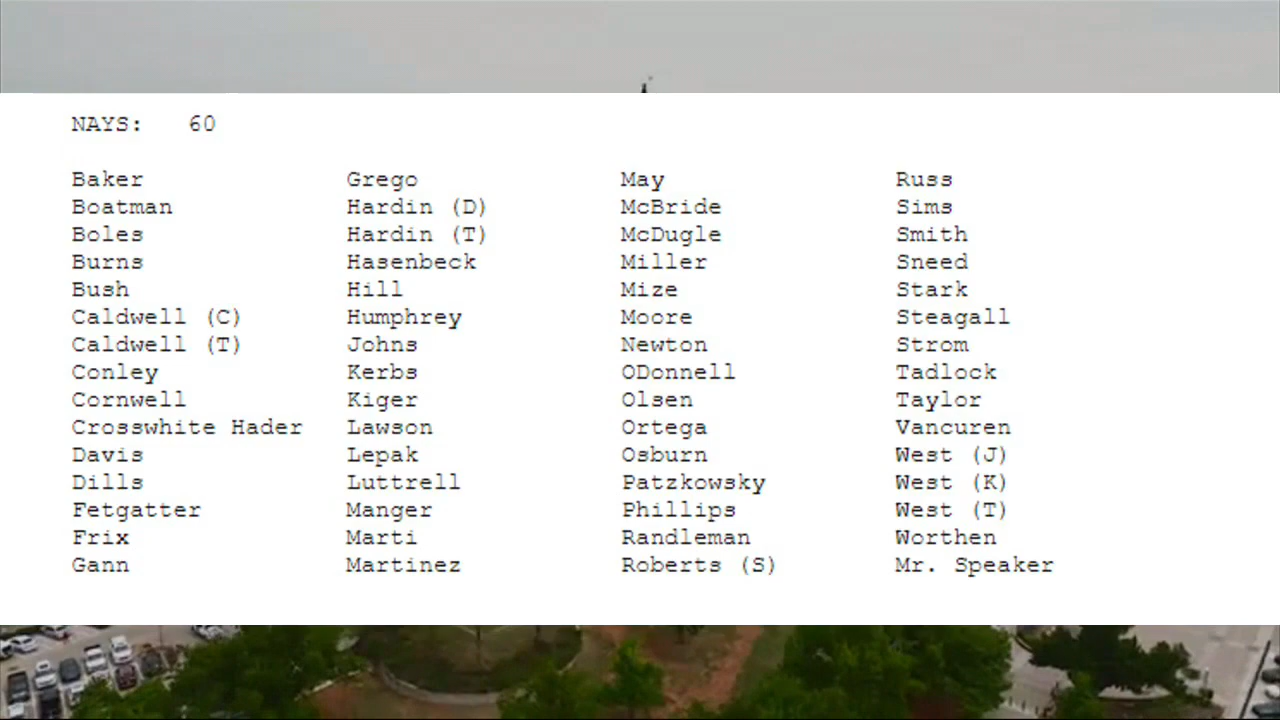 NAYS: 60
Baker Grego May Russ
Boatman Hardin (D) McBride Sims
Boles Hardin (T) McDugle Smith
Burns Hasenbeck Miller Sneed
Bush Hill Mize Stark
Caldwell (C) Humphrey Moore Steagall
Caldwell (T) Johns Newton Strom
Conley Kerbs ODonnell Tadlock
Cornwell Kiger Olsen Taylor
Crosswhite Hader Lawson Ortega Vancuren
Davis Lepak Osburn West (J)
Dills Luttrell Patzkowsky West (K)
Fetgatter Manger Phillips West (T)
Frix Marti Randleman Worthen
Gann Martinez Roberts (S) Mr. Speaker